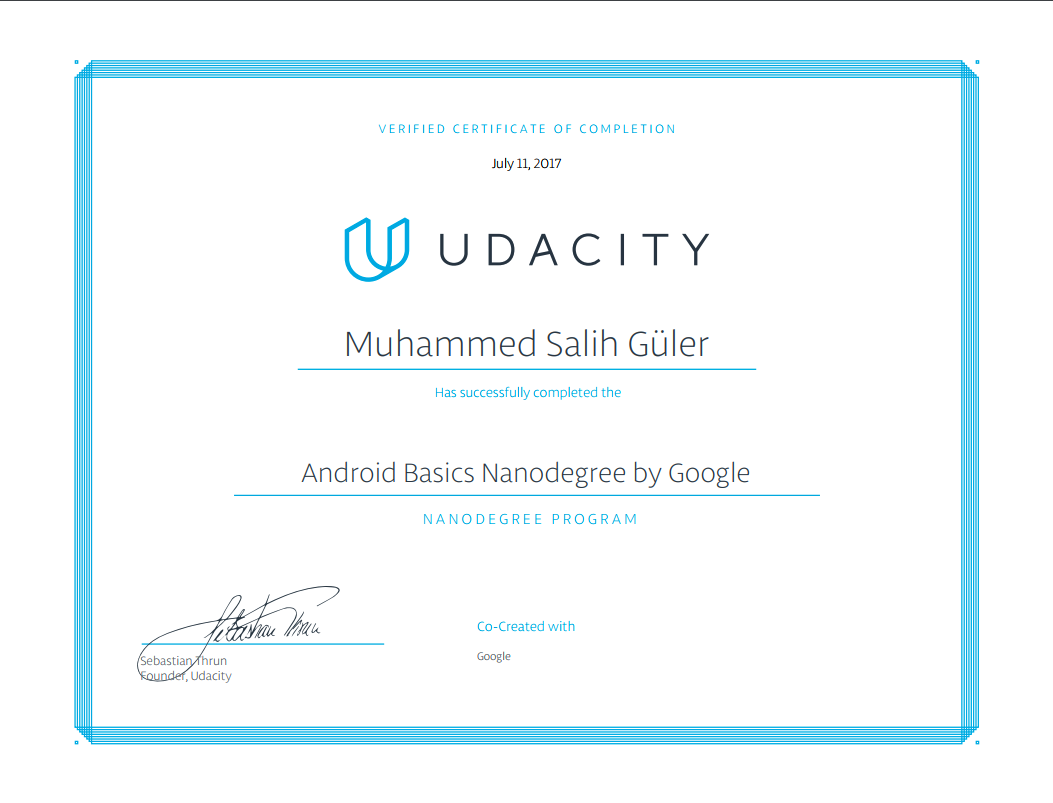 VERIFIED CERTIFICATE OF COMPLETION
July 11, 2017
UDACITY
Muhammed Salih Güler
Has successfully completed the
Android Basics Nanodegree by Google
NANODEGREE PROGRAM
Sebastian Thrun
Sebastian Thrun
Founder, Udacity
Co-Created with
Google